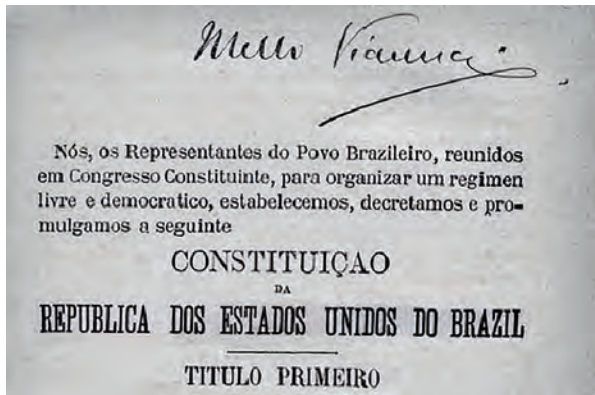 Mello Vianna.
Nós, os Representantes do Povo Brazileiro, reunidos
em Congresso Constituinte, para organizar um regimen
livre e democratico, estabelecemos, decretamos e pro-
mulgamos a seguinte
CONSTITUIÇAO
DA
REPUBLICA DOS ESTADOS UNIDOS DO BRAZIL
TITULO PRIMEIRO